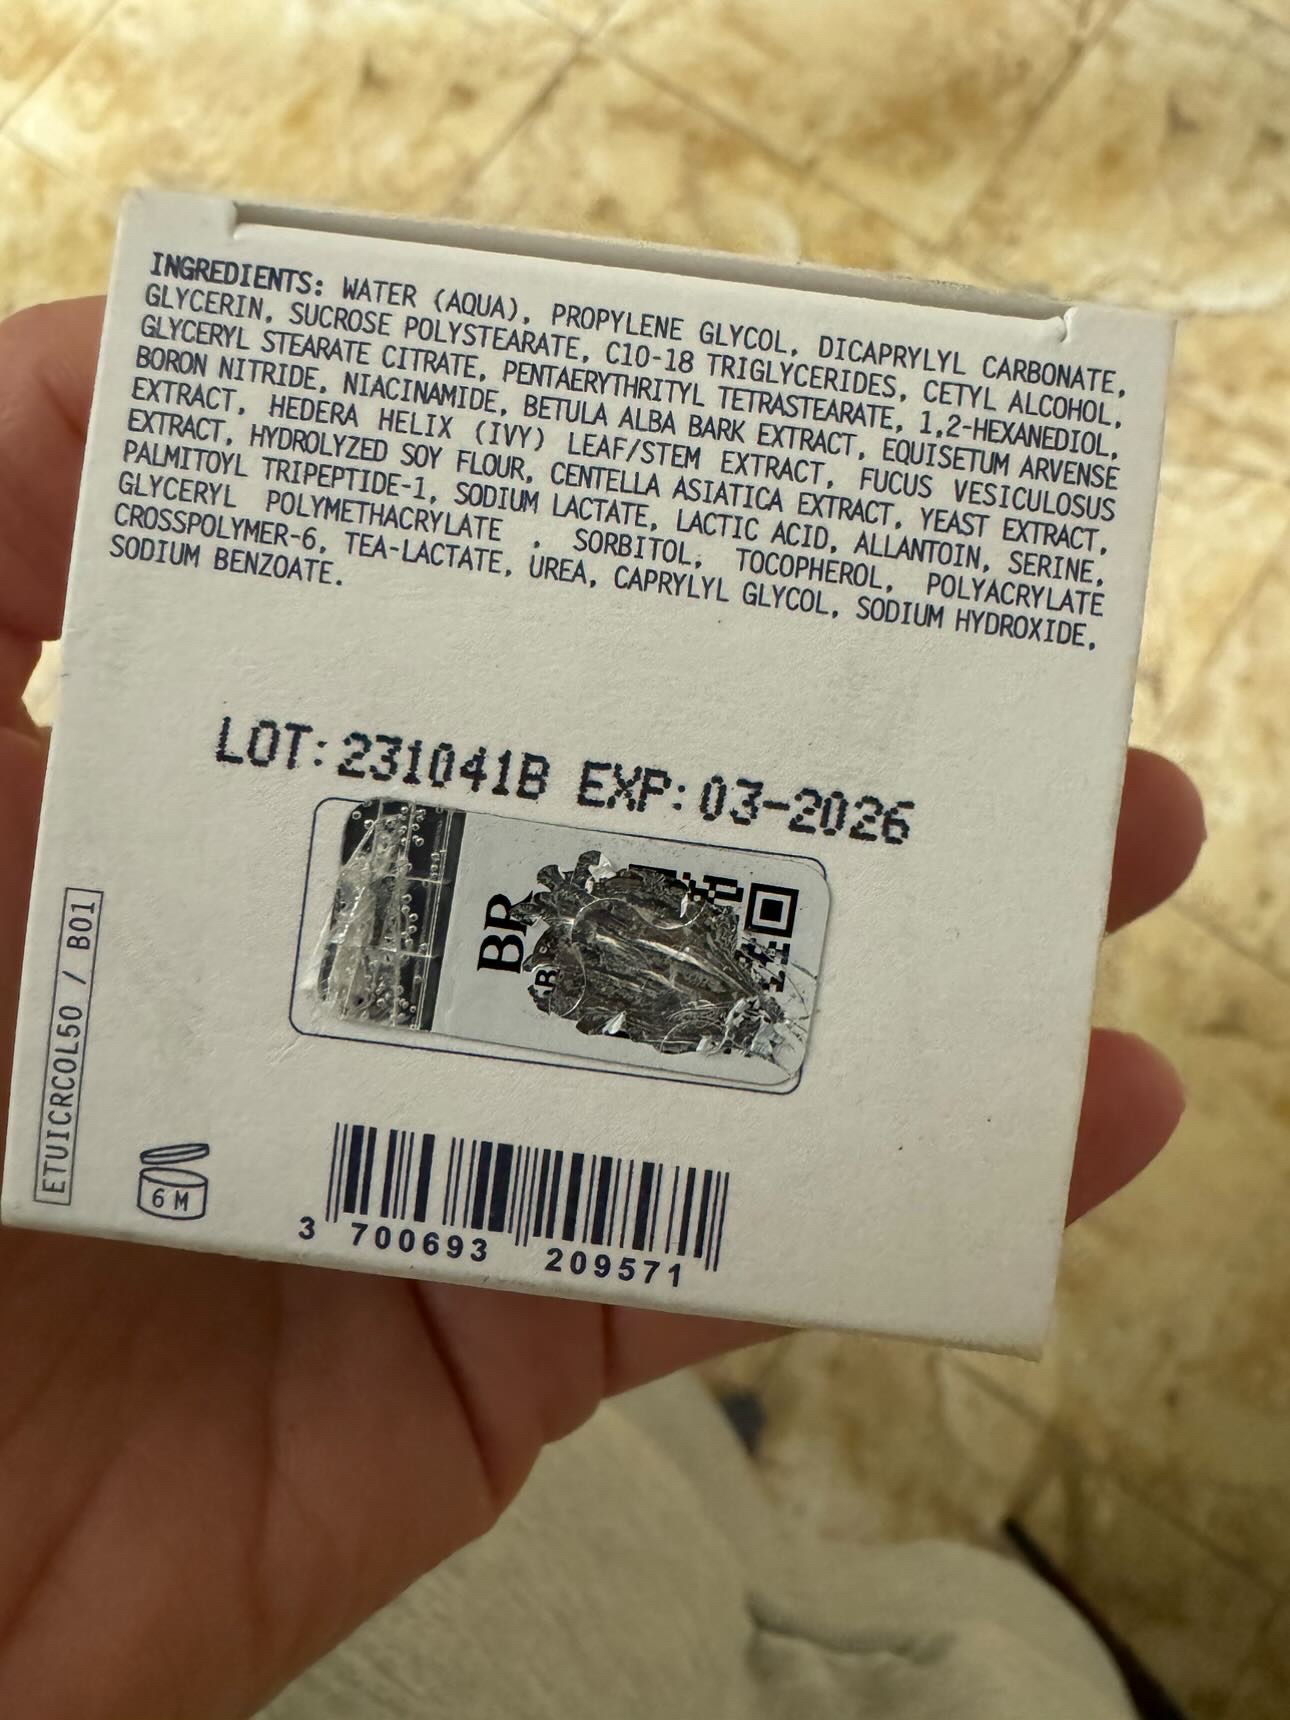 INGREDIENTS: WATER (AQUA), PROPYLENE GLYCOL, DICAPRYLYL CARBONATE,
GLYCERIN, SUCROSE POLYSTEARATE, C10-18 TRIGLYCERIDES, CETYL ALCOHOL,
GLYCERYL STEARATE CITRATE, PENTAERYTHRITYL TETRASTEARATE, 1,2-HEXANEDIOL,
BORON NITRIDE, NIACINAMIDE, BETULA ALBA BARK EXTRACT, EQUISETUM ARVENSE
EXTRACT, HEDERA HELIX (IVY) LEAF/STEM EXTRACT, FUCUS VESICULOSUS
EXTRACT, HYDROLYZED SOY FLOUR, CENTELLA ASIATICA EXTRACT, YEAST EXTRACT,
PALMITOYL TRIPEPTIDE-1, SODIUM LACTATE, LACTIC ACID, ALLANTOIN, SERINE,
GLYCERYL POLYMETHACRYLATE , SORBITOL, TOCOPHEROL, POLYACRYLATE
CROSSPOLYMER-6, TEA-LACTATE, UREA, CAPRYLYL GLYCOL, SODIUM HYDROXIDE,
SODIUM BENZOATE.
LOT: 231041B EXP: 03-2026
ETUICRCOL50 / B01
6 M
3 700693 209571